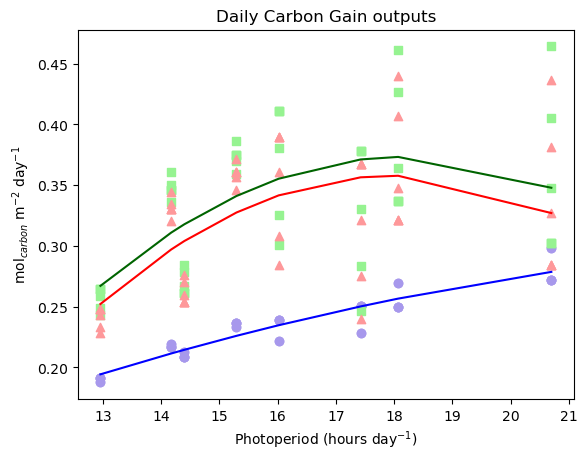 Daily Carbon Gain outputs
mol$_{carbon}$ m$^{-2}$ day$^{-1}$
0.45
0.40
0.35
0.30
0.25
0.20
13 14 15 16 17 18 19 20 21
Photoperiod (hours day$^{-1}$)